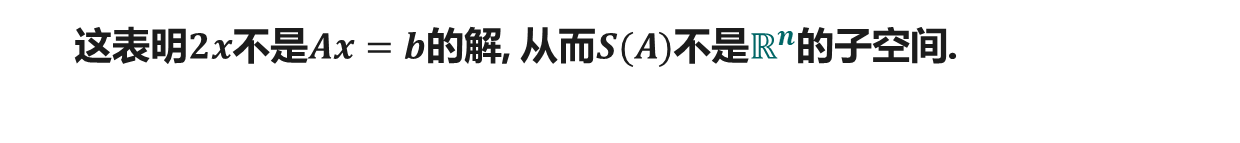 这表明2x不是Ax = b的解, 从而S(A)不是ℝⁿ的子空间.